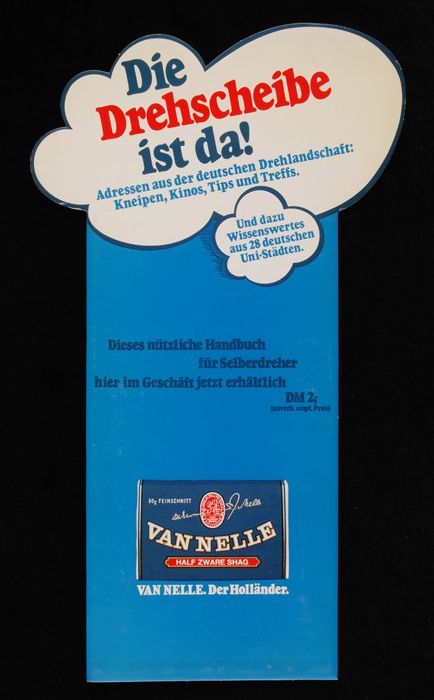 Die
Drehscheibe
ist da!
Adressen aus der deutschen Drehlandschaft:
Kneipen, Kinos, Tips und Treffs.
Und dazu
Wissenswertes
aus 28 deutschen
Uni-Städten.
Dieses nützliche Handbuch
für Selberdreher
hier im Geschäft jetzt erhältlich
DM 2,-
(unverb. empf. Preis)
50g FEINSCHNITT
VAN NELLE
HALF ZWARE SHAG
VAN NELLE. Der Holländer.